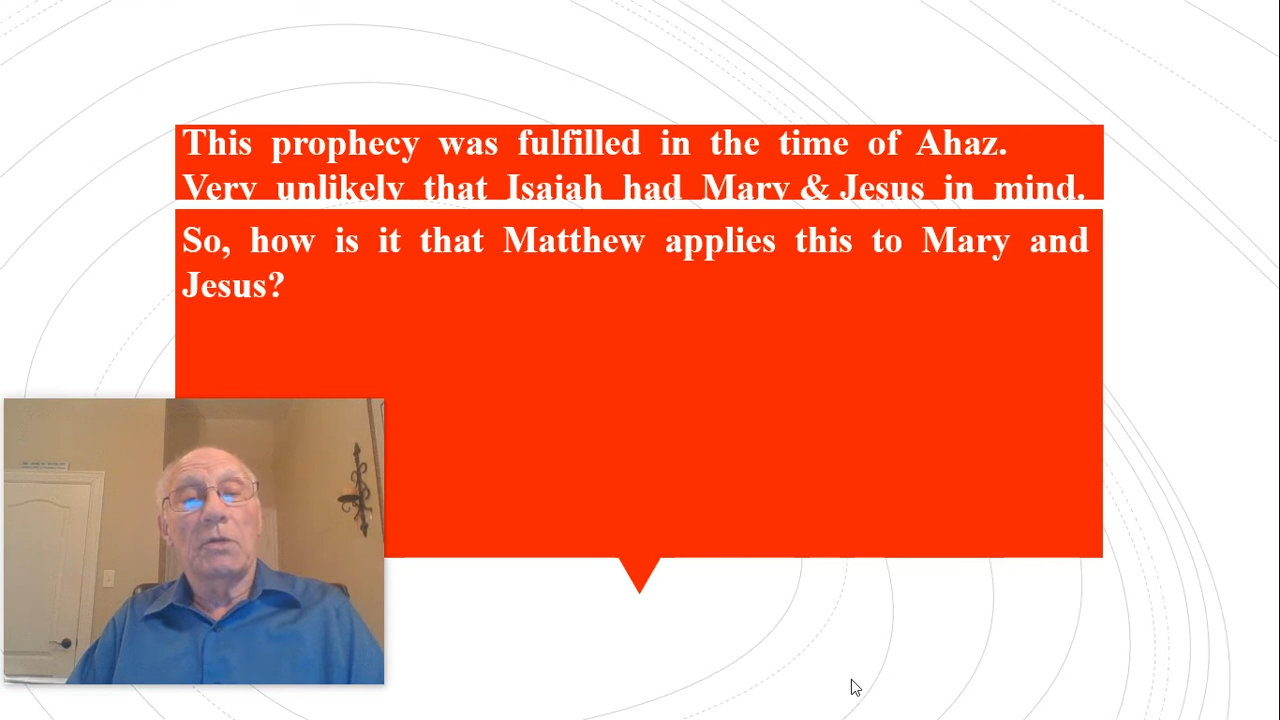 This prophecy was fulfilled in the time of Ahaz.
Very unlikely that Isaiah had Mary & Jesus in mind.
So, how is it that Matthew applies this to Mary and
Jesus?